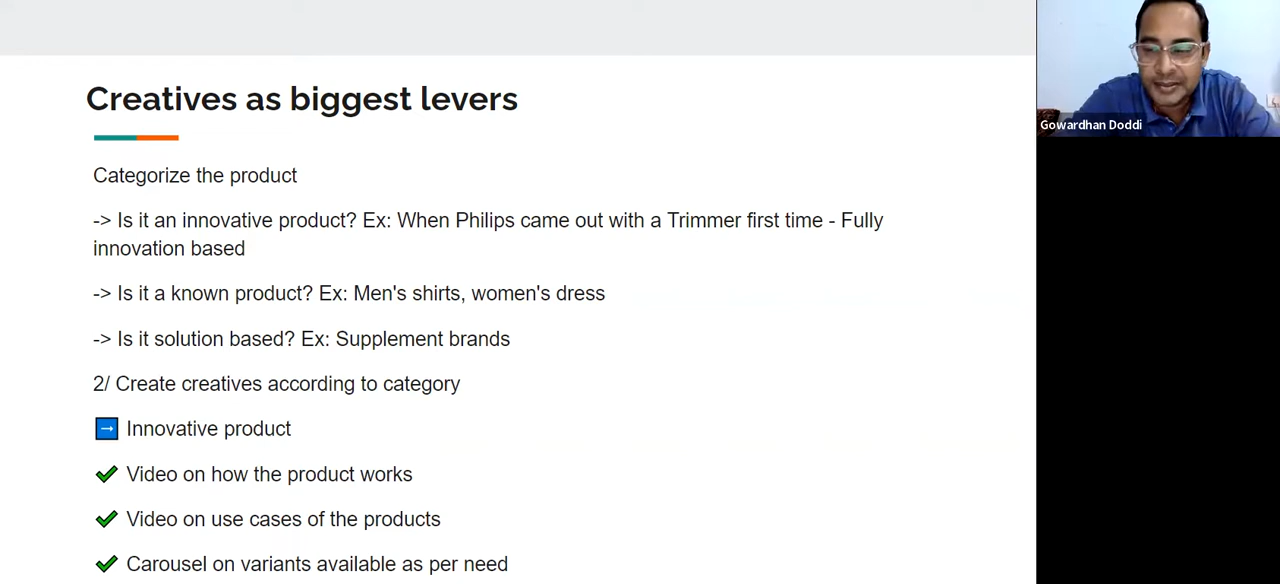 Creatives as biggest levers
Categorize the product
-> Is it an innovative product? Ex: When Philips came out with a Trimmer first time - Fully
innovation based
-> Is it a known product? Ex: Men's shirts, women's dress
-> Is it solution based? Ex: Supplement brands
2/ Create creatives according to category
➡ Innovative product
✔ Video on how the product works
✔ Video on use cases of the products
✔ Carousel on variants available as per need
Gowardhan Doddi